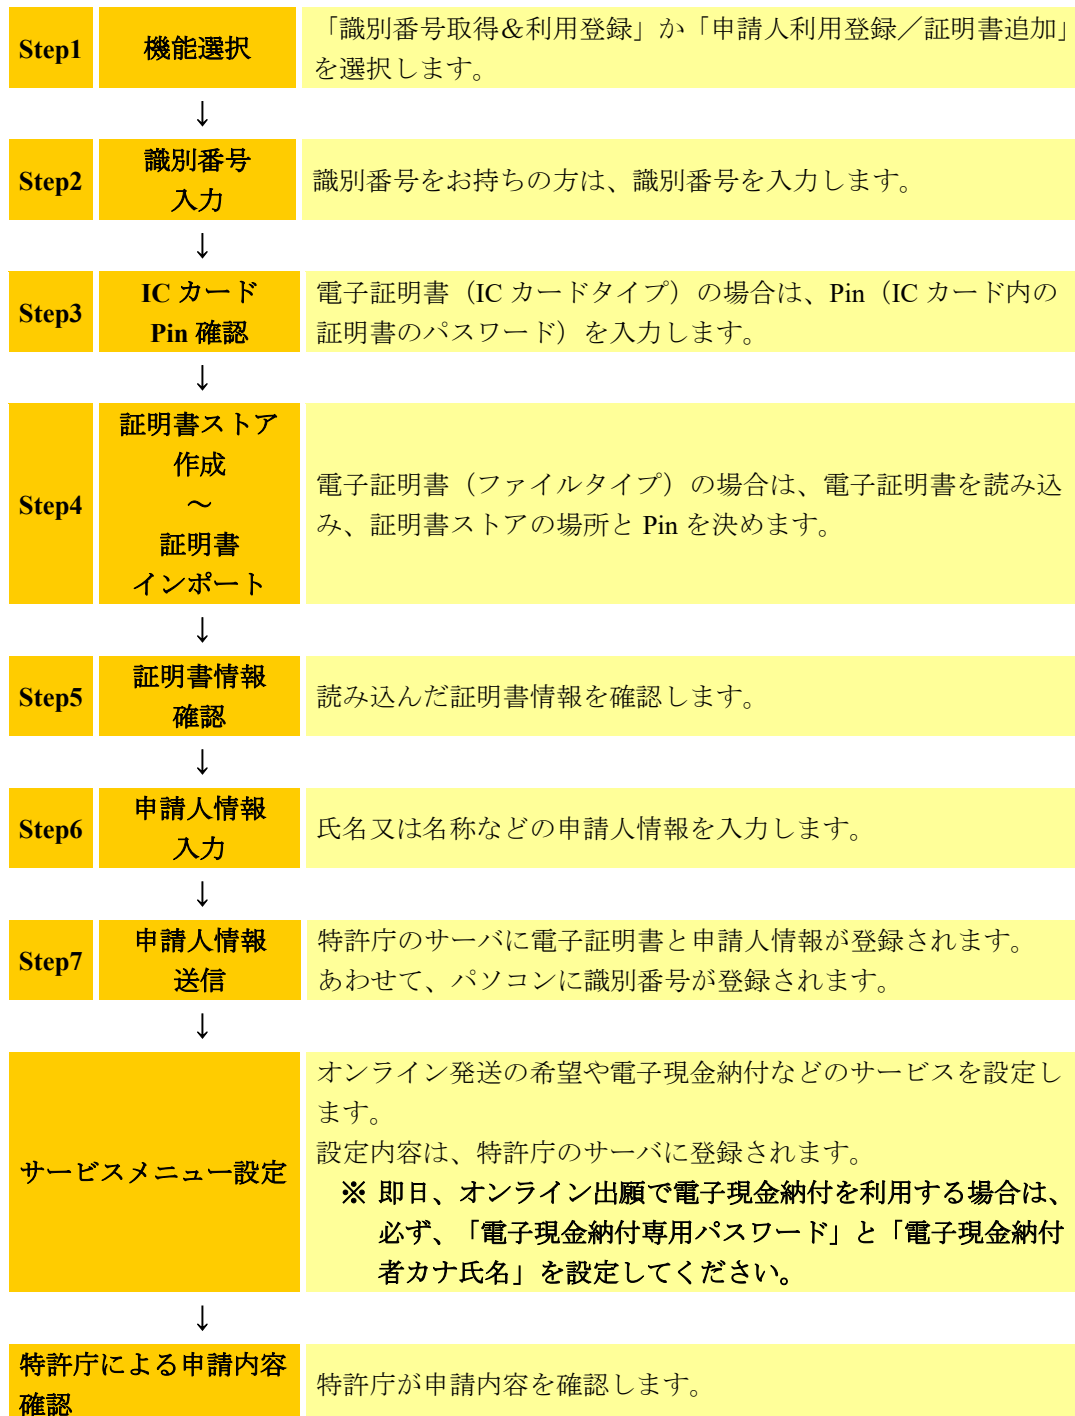 Step1
機能選択
「識別番号取得＆利用登録」か「申請人利用登録／証明書追加」
を選択します。
↓
Step2
識別番号
入力
識別番号をお持ちの方は、識別番号を入力します。
↓
Step3
IC カード
Pin 確認
電子証明書（IC カードタイプ）の場合は、Pin（IC カード内の
証明書のパスワード）を入力します。
↓
Step4
証明書ストア
作成
～
証明書
インポート
電子証明書（ファイルタイプ）の場合は、電子証明書を読み込
み、証明書ストアの場所と Pin を決めます。
↓
Step5
証明書情報
確認
読み込んだ証明書情報を確認します。
↓
Step6
申請人情報
入力
氏名又は名称などの申請人情報を入力します。
↓
Step7
申請人情報
送信
特許庁のサーバに電子証明書と申請人情報が登録されます。
あわせて、パソコンに識別番号が登録されます。
↓
サービスメニュー設定
オンライン発送の希望や電子現金納付などのサービスを設定し
ます。
設定内容は、特許庁のサーバに登録されます。
※ 即日、オンライン出願で電子現金納付を利用する場合は、
必ず、「電子現金納付専用パスワード」と「電子現金納付
者カナ氏名」を設定してください。
↓
特許庁による申請内容
確認
特許庁が申請内容を確認します。